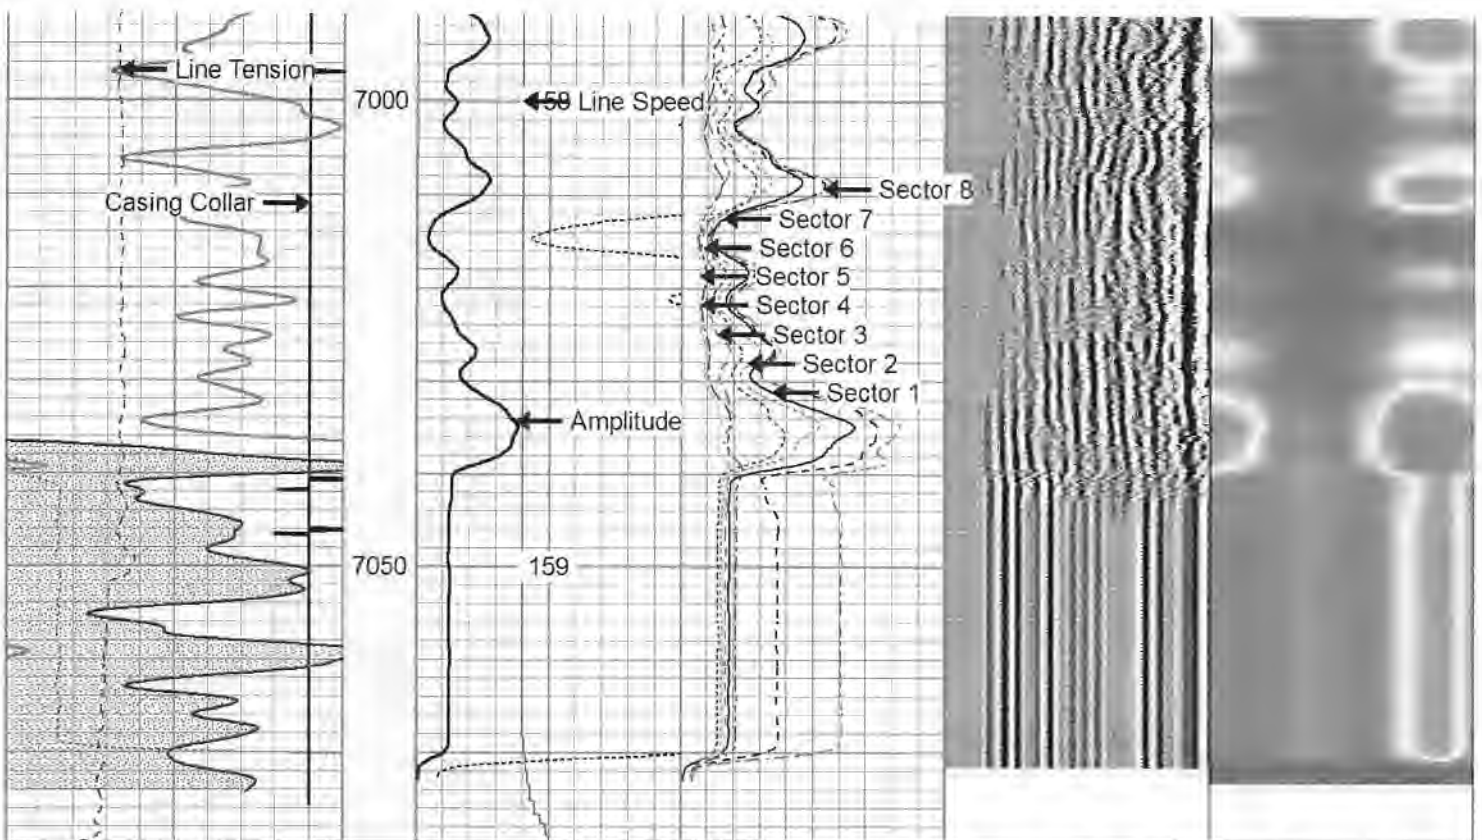 Line Tension
7000
158 Line Speed
Sector 8
Casing Collar
Sector 7
Sector 6
Sector 5
Sector 4
Sector 3
Sector 2
Sector 1
Amplitude
7050
159